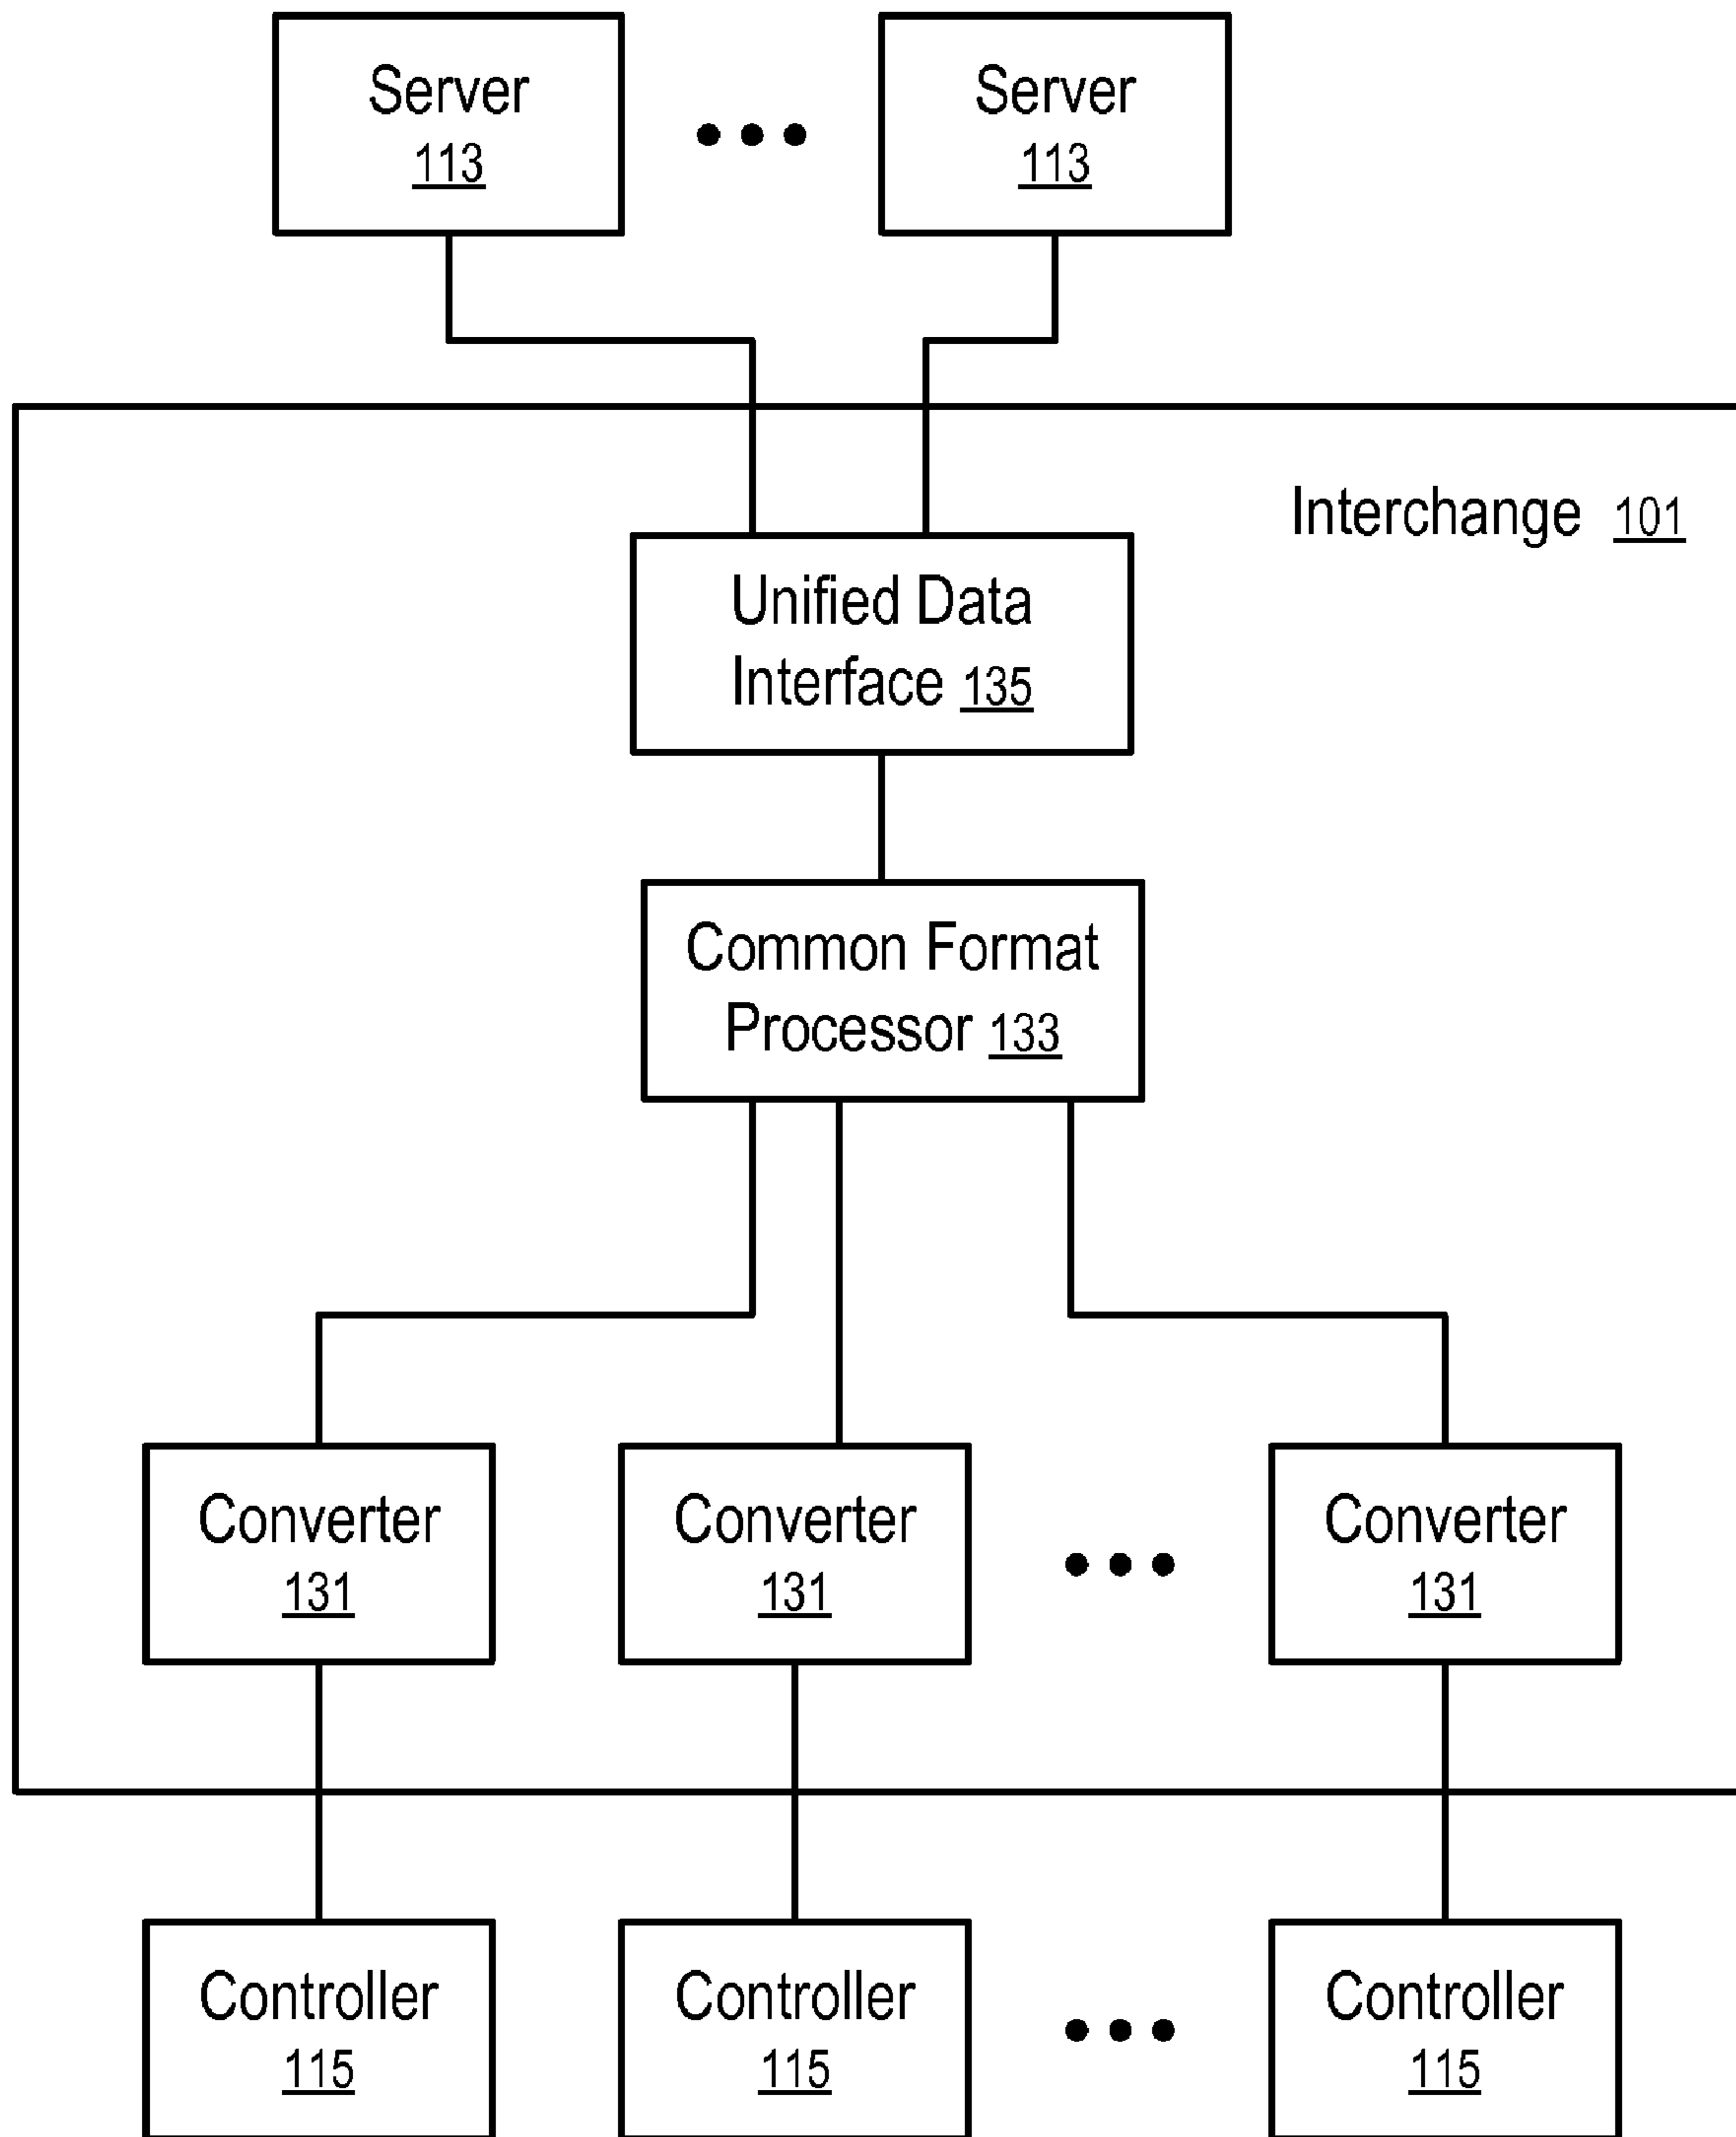 Server
113
Server
113
Interchange 101
Unified Data
Interface 135
Common Format
Processor 133
Converter
131
Converter
131
Converter
131
Controller
115
Controller
115
Controller
115